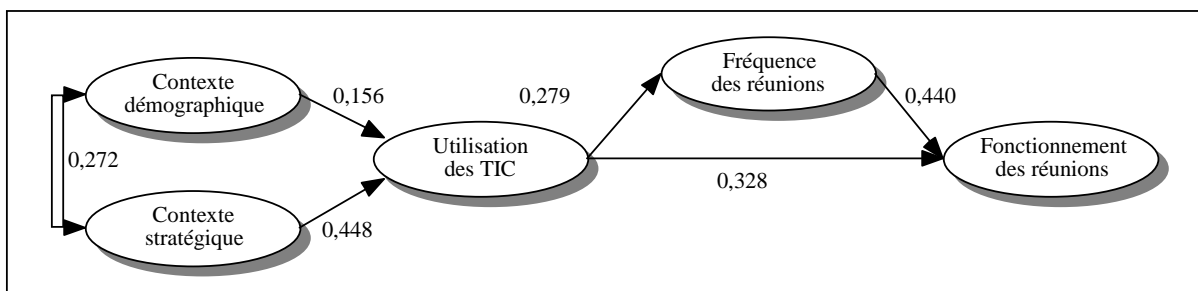 Contexte
démographique
0,156
0,272
Contexte
stratégique
0,448
Utilisation
des TIC
0,279
Fréquence
des réunions
0,440
0,328
Fonctionnement
des réunions